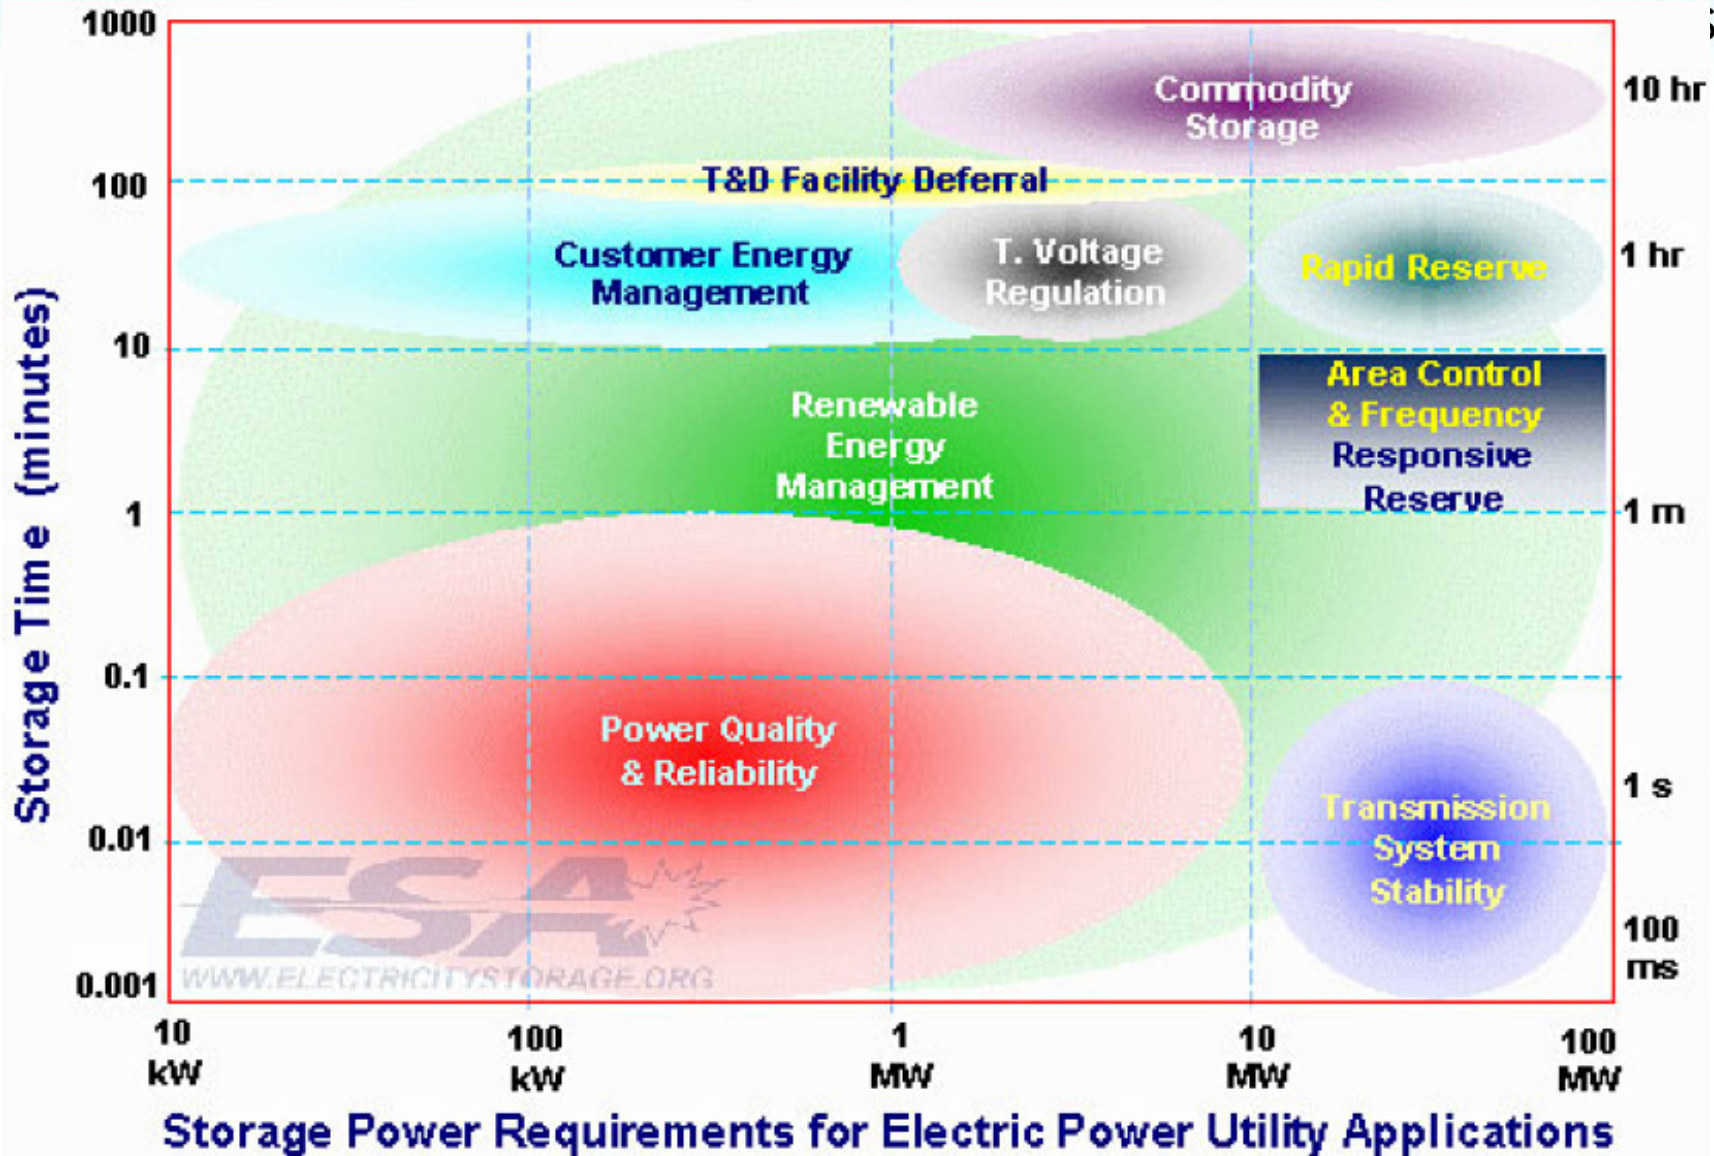 1000
100
10
1
0.1
0.01
0.001
Storage Time (minutes)
Commodity
Storage
T&D Facility Deferral
Customer Energy
Management
T. Voltage
Regulation
Rapid Reserve
Renewable
Energy
Management
Area Control
& Frequency
Responsive
Reserve
Power Quality
& Reliability
Transmission
System
Stability
ESA
WWW.ELECTRICITYSTORAGE.ORG
10 hr
1 hr
1 m
1 s
100
ms
10
kW
100
kW
1
MW
10
MW
100
MW
Storage Power Requirements for Electric Power Utility Applications